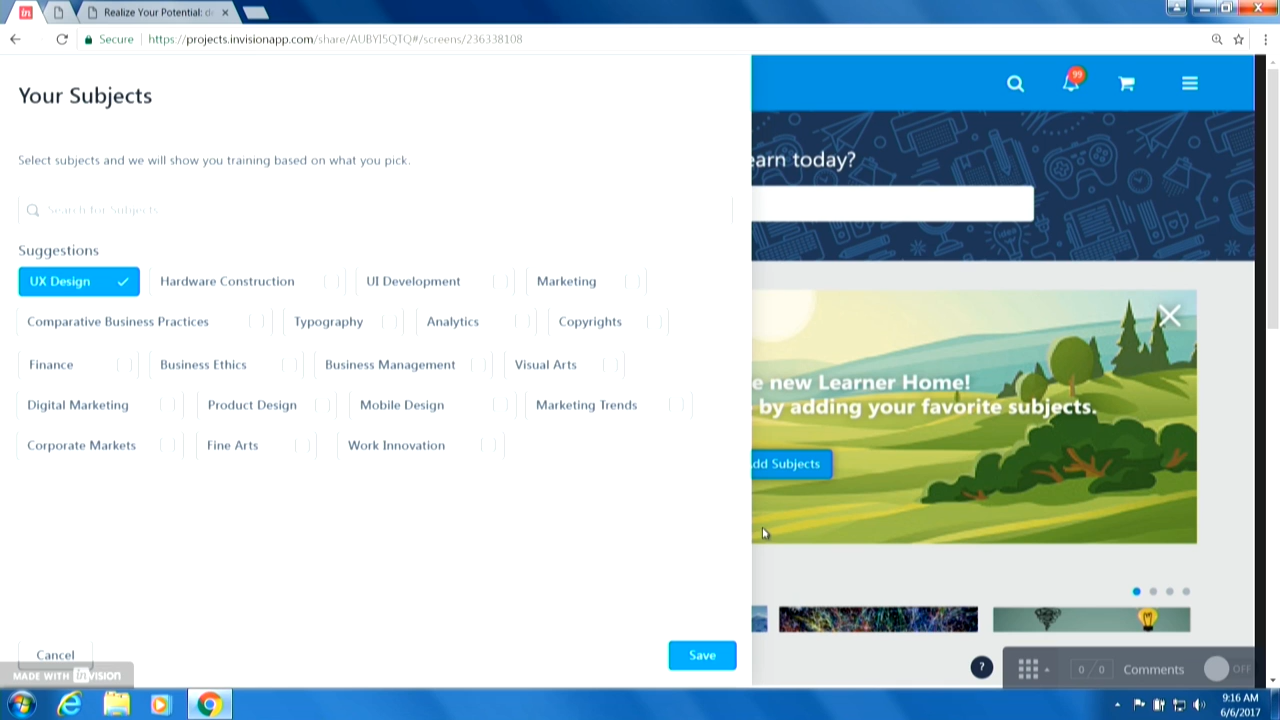 in
Realize Your Potential: d
Secure
https://projects.invisionapp.com/share/AUBYJ5QTQ#/screens/236338108
Your Subjects
99
Select subjects and we will show you training based on what you pick.
earn today?
Search for Subjects
Suggestions
UX Design
Hardware Construction
UI Development
Marketing
Comparative Business Practices
Typography
Analytics
Copyrights
Finance
Business Ethics
Business Management
Visual Arts
Digital Marketing
Product Design
Mobile Design
Marketing Trends
Corporate Markets
Fine Arts
Work Innovation
e new Learner Home!
by adding your favorite subjects.
dd Subjects
Cancel
Save
MADE WITH invision
?
0 / 0
Comments
OFF
9:16 AM
6/6/2017